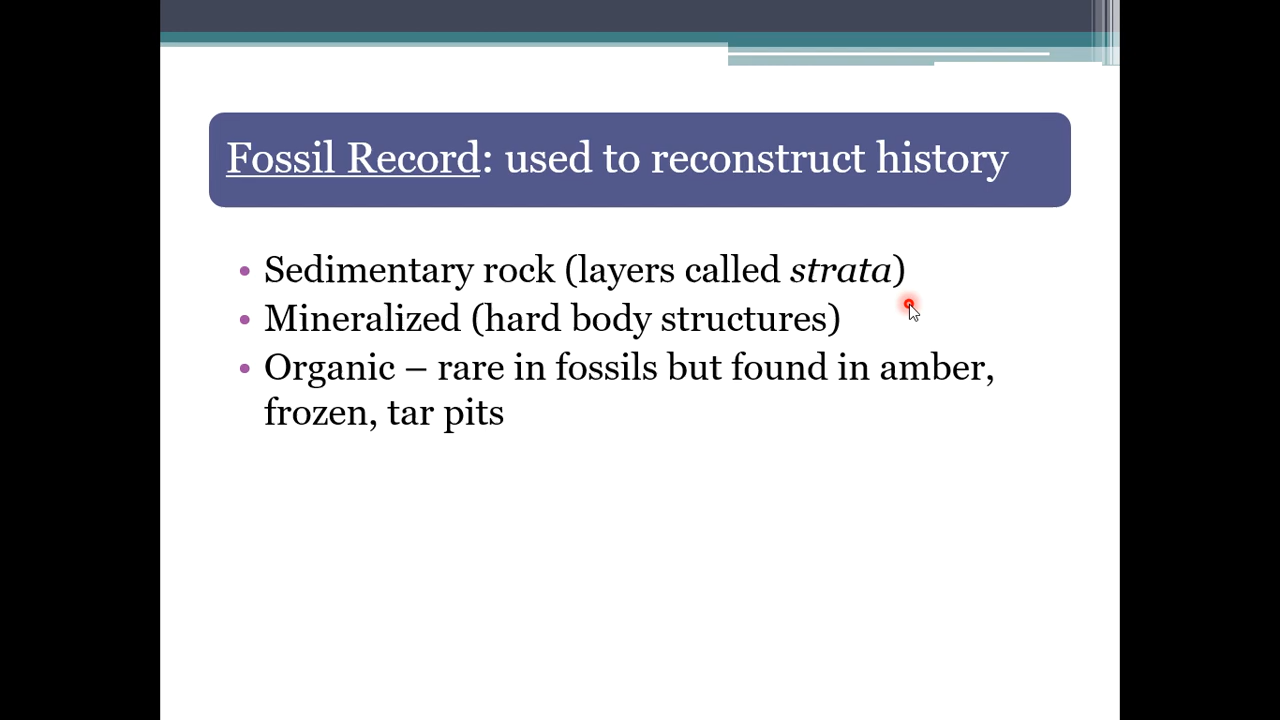 Fossil Record: used to reconstruct history
• Sedimentary rock (layers called strata)
• Mineralized (hard body structures)
• Organic – rare in fossils but found in amber,
frozen, tar pits